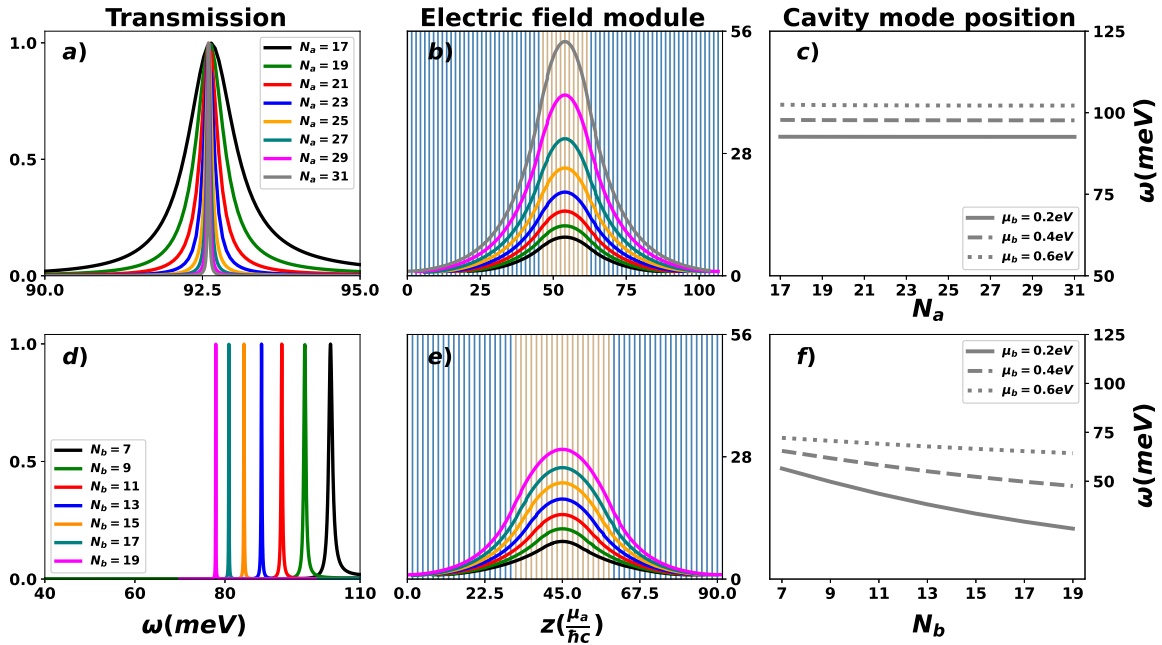 Transmission
Electric field module
Cavity mode position
a)
1.0
0.5
0.0
N_a = 17
N_a = 19
N_a = 21
N_a = 23
N_a = 25
N_a = 27
N_a = 29
N_a = 31
90.0 92.5 95.0
b)
56
28
0
0 25 50 75 100
c)
125
100
75
50
ω(meV)
μ_b = 0.2eV
μ_b = 0.4eV
μ_b = 0.6eV
17 19 21 23 25 27 29 31
N_a
d)
1.0
0.5
0.0
N_b = 7
N_b = 9
N_b = 11
N_b = 13
N_b = 15
N_b = 17
N_b = 19
40 60 80 110
ω(meV)
e)
56
28
0
0.0 22.5 45.0 67.5 90.0
z(μ_a/ħc)
f)
μ_b = 0.2eV
μ_b = 0.4eV
μ_b = 0.6eV
125
100
75
50
ω(meV)
7 9 11 13 15 17 19
N_b